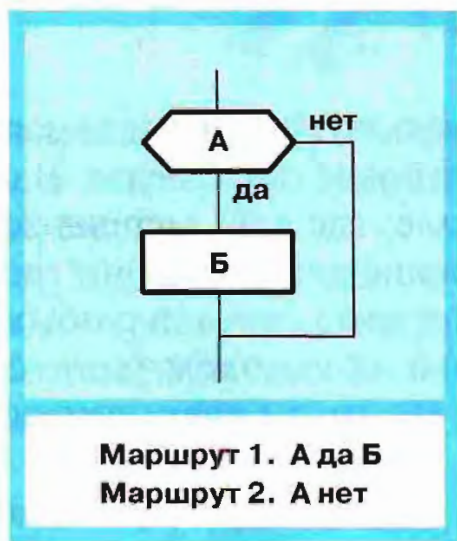 А
нет
да
Б
Маршрут 1. А да Б
Маршрут 2. А нет